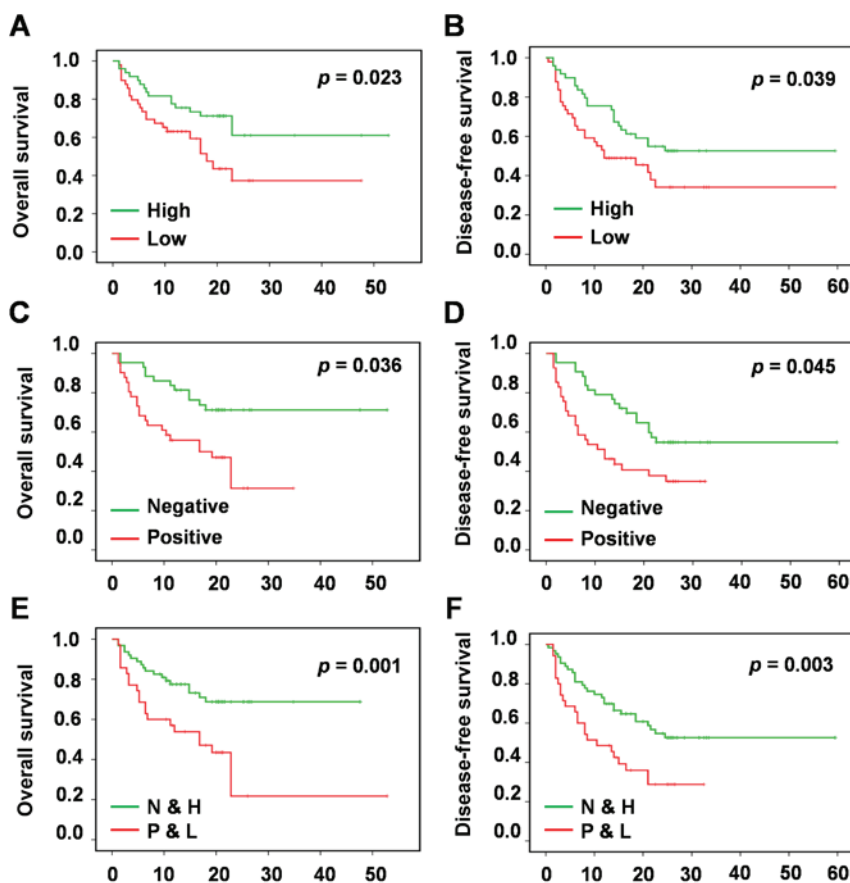 A
Overall survival
1.0
0.8
0.6
0.4
0.2
0.0
p = 0.023
High
Low
0 10 20 30 40 50
B
Disease-free survival
1.0
0.8
0.6
0.4
0.2
0.0
p = 0.039
High
Low
0 10 20 30 40 50 60
C
Overall survival
1.0
0.8
0.6
0.4
0.2
0.0
p = 0.036
Negative
Positive
0 10 20 30 40 50
D
Disease-free survival
1.0
0.8
0.6
0.4
0.2
0.0
p = 0.045
Negative
Positive
0 10 20 30 40 50 60
E
Overall survival
1.0
0.8
0.6
0.4
0.2
0.0
p = 0.001
N & H
P & L
0 10 20 30 40 50
F
Disease-free survival
1.0
0.8
0.6
0.4
0.2
0.0
p = 0.003
N & H
P & L
0 10 20 30 40 50 60